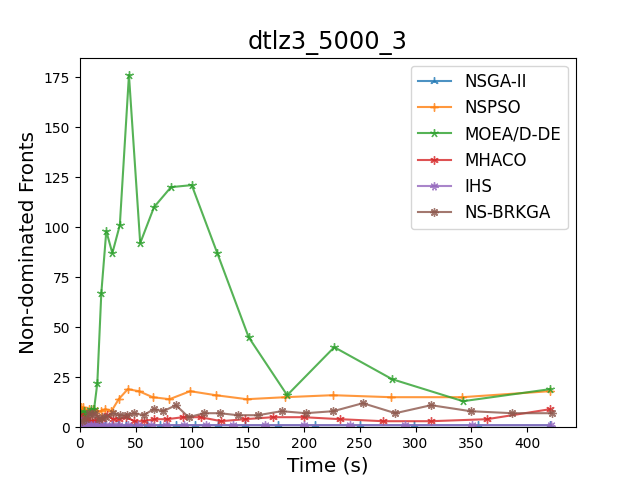 dtlz3_5000_3
Non-dominated Fronts
175
150
125
100
75
50
25
0
0 50 100 150 200 250 300 350 400
Time (s)
NSGA-II
NSPSO
MOEA/D-DE
MHACO
IHS
NS-BRKGA